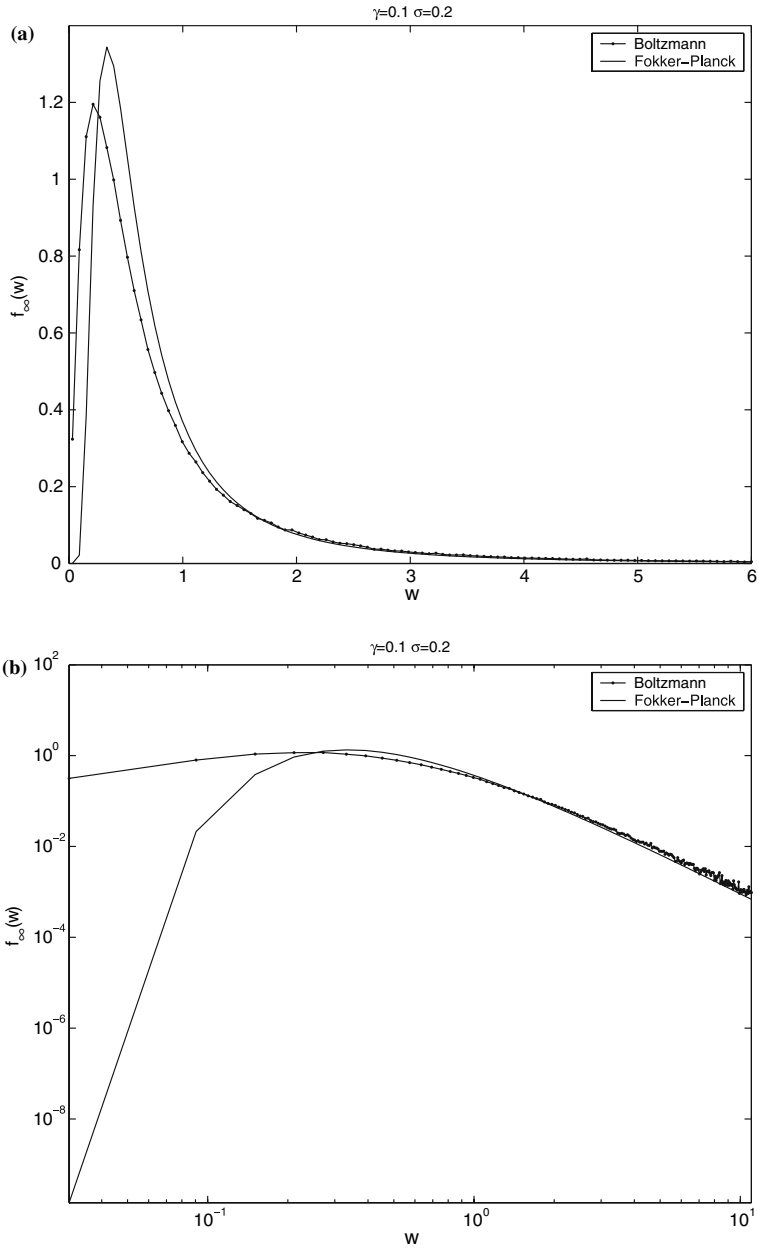 (a)
γ=0.1 σ=0.2
Boltzmann
Fokker−Planck
1.2
1
0.8
0.6
0.4
0.2
0
f∞(w)
0 1 2 3 4 5 6
w
(b)
γ=0.1 σ=0.2
Boltzmann
Fokker−Planck
10^2
10^0
10^−2
10^−4
10^−6
10^−8
f∞(w)
10^−1 10^0 10^1
w